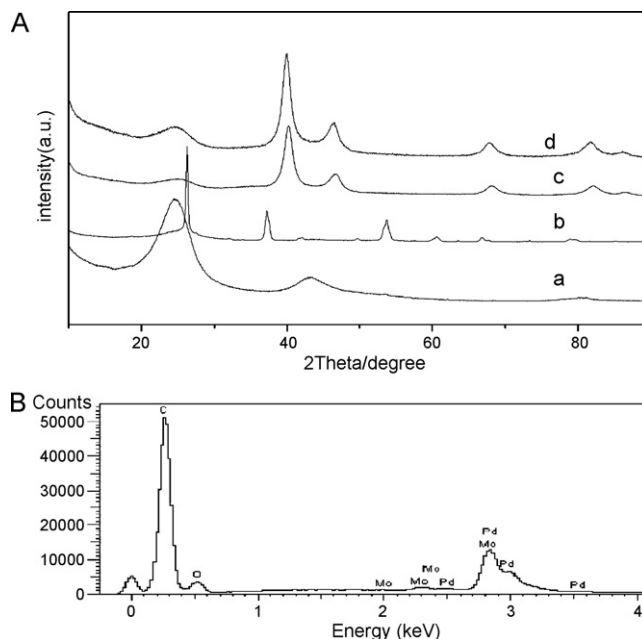 A
intensity(a.u.)
d
c
b
a
20 40 60 80
2Theta/degree
B Counts
C
50000
40000
30000
20000
10000
0
O
Mo
Mo
Mo
Pd
Pd
Mo
Pd
Pd
0 1 2 3 4
Energy (keV)